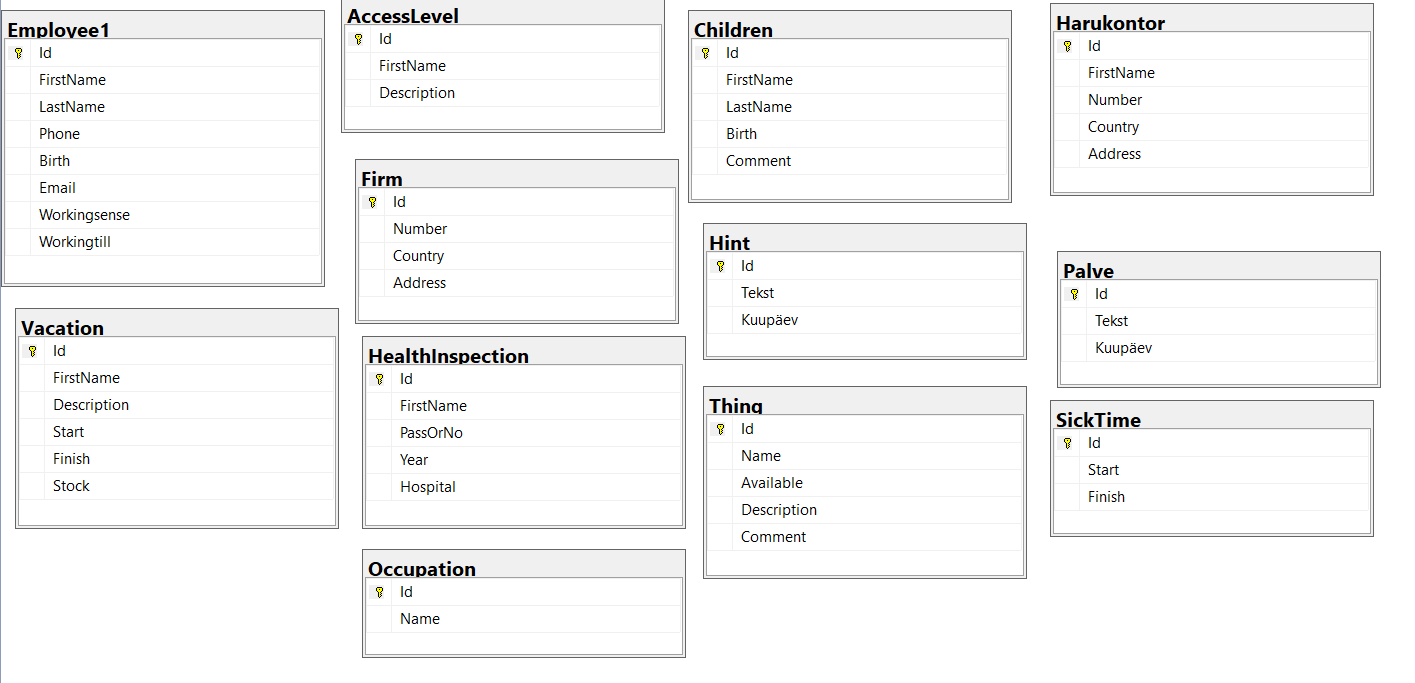 Employee1
Id
FirstName
LastName
Phone
Birth
Email
Workingsense
Workingtill
Vacation
Id
FirstName
Description
Start
Finish
Stock
AccessLevel
Id
FirstName
Description
Firm
Id
Number
Country
Address
HealthInspection
Id
FirstName
PassOrNo
Year
Hospital
Occupation
Id
Name
Children
Id
FirstName
LastName
Birth
Comment
Hint
Id
Tekst
Kuupäev
Thing
Id
Name
Available
Description
Comment
Harukontor
Id
FirstName
Number
Country
Address
Palve
Id
Tekst
Kuupäev
SickTime
Id
Start
Finish